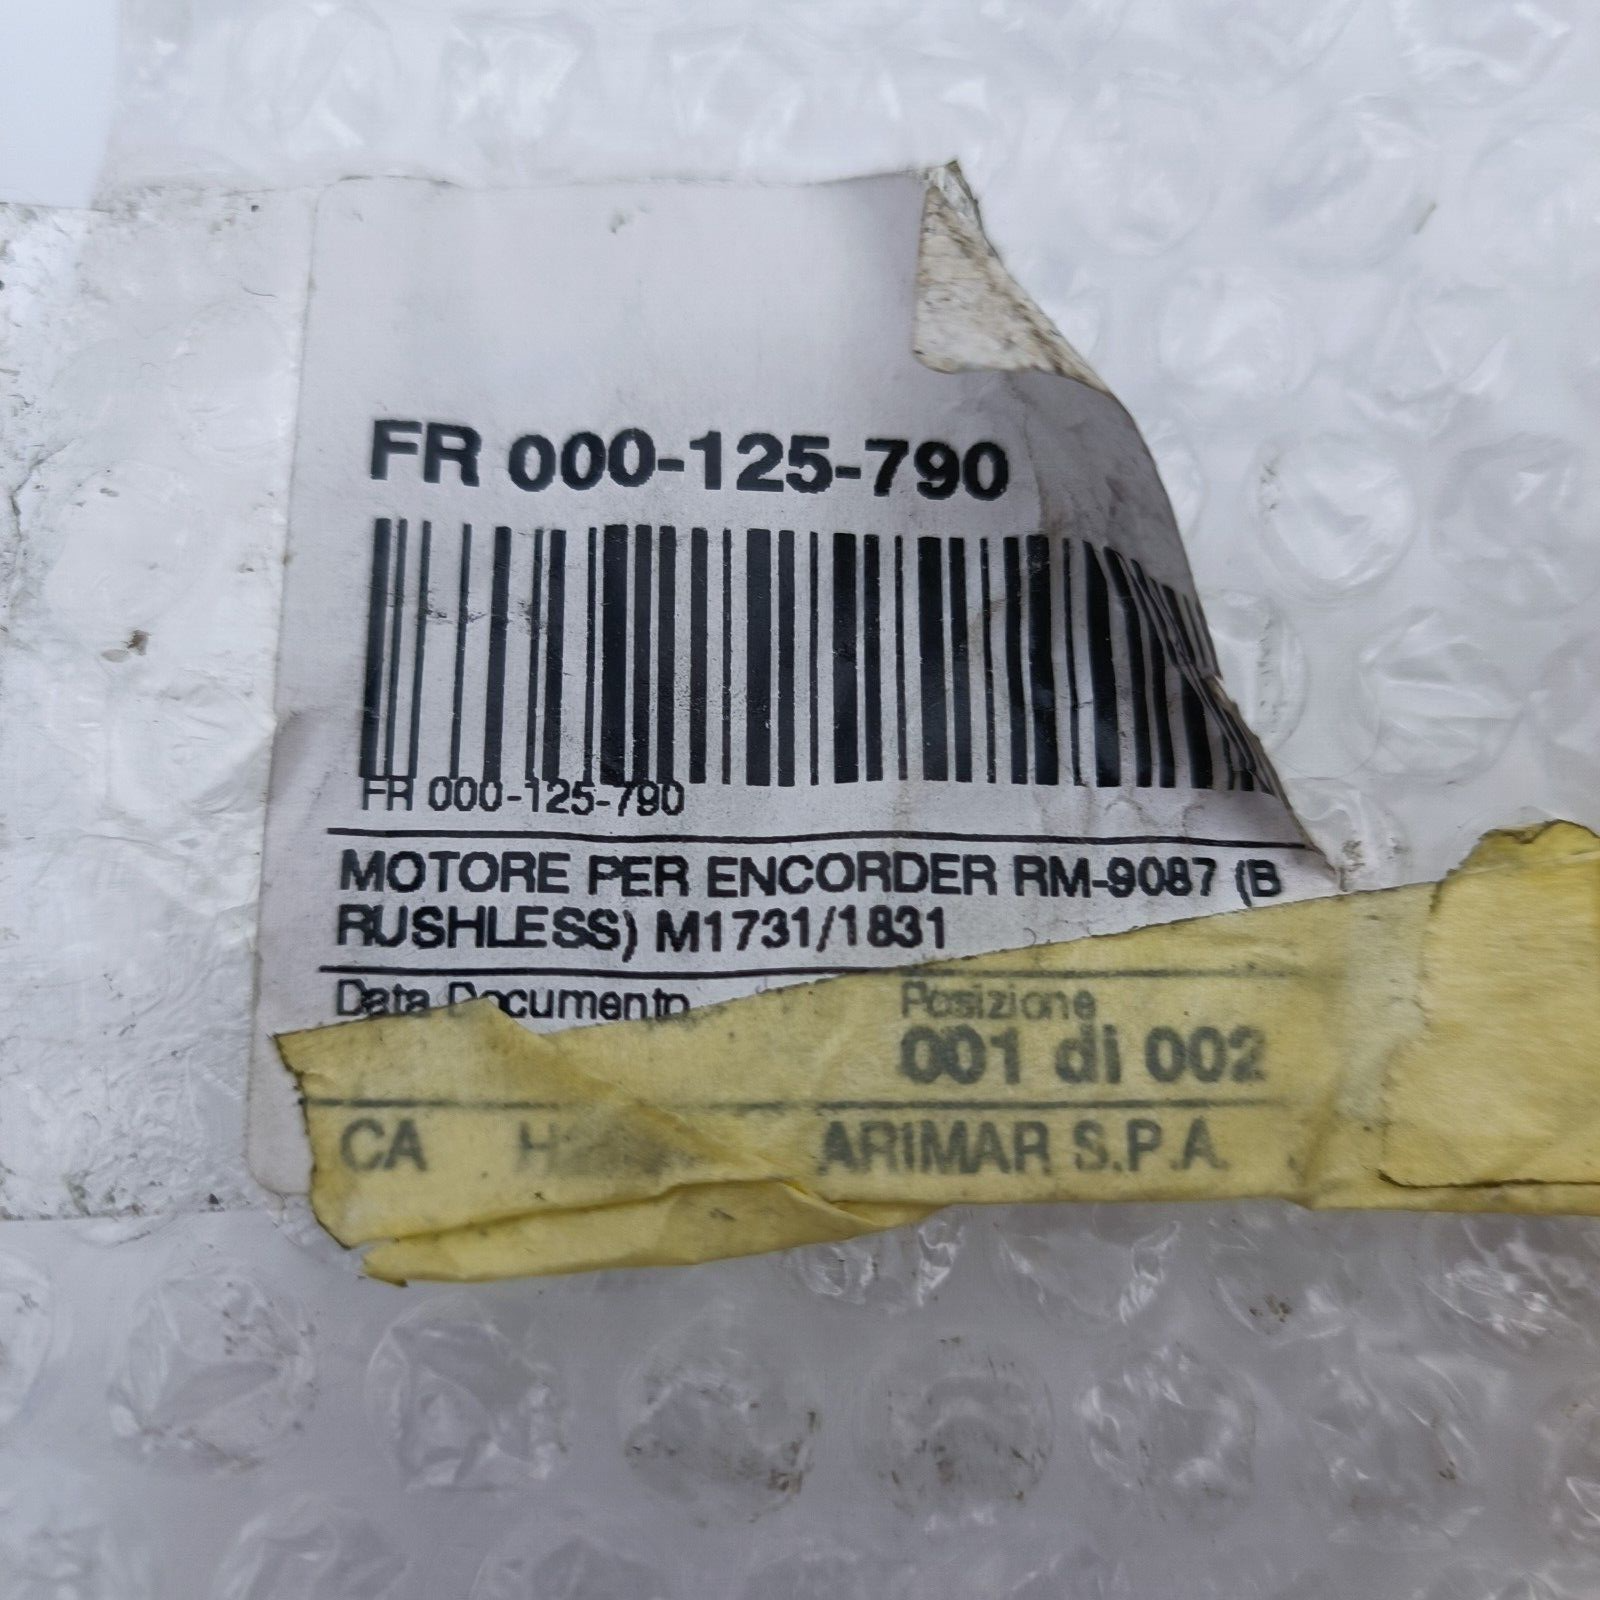 FR 000-125-790
FR 000-125-790
MOTORE PER ENCORDER RM-9087 (B
RUSHLESS) M1731/1831
Data Documento Posizione
001 di 002
CA ARIMAR S.P.A.